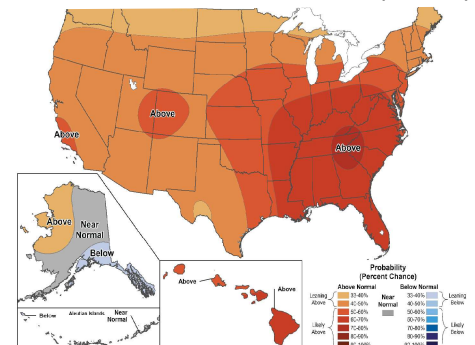 Above
Above
Above
Above
Near
Normal
Below
Below
Aleutian Islands
Near
Normal
Above
Above
Probability
(Percent Chance)
Above Normal
Below Normal
Leaning
Above
33-40%
40-50%
50-60%
60-70%
Likely
Above
70-80%
80-90%
Near
Normal
33-40%
40-50%
50-60%
60-70%
70-80%
80-90%
Leaning
Below
Likely
Below